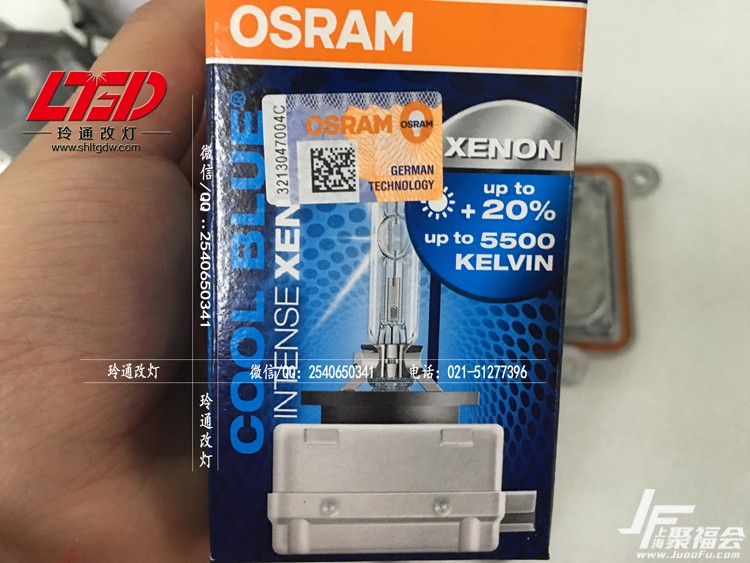 OSRAM
LTED
玲通改灯
www.shltgdw.com
微信/QQ:：2540650341
3213047004C
OSRAM OSRAM
GERMAN
TECHNOLOGY
XENON
up to
+20%
up to 5500
KELVIN
COOL BLUE®
INTENSE XEN
玲通改灯 微信/QQ：2540650341 电话：021-51277396
玲通改灯
JF 上海聚福会
www.JuooFu.com